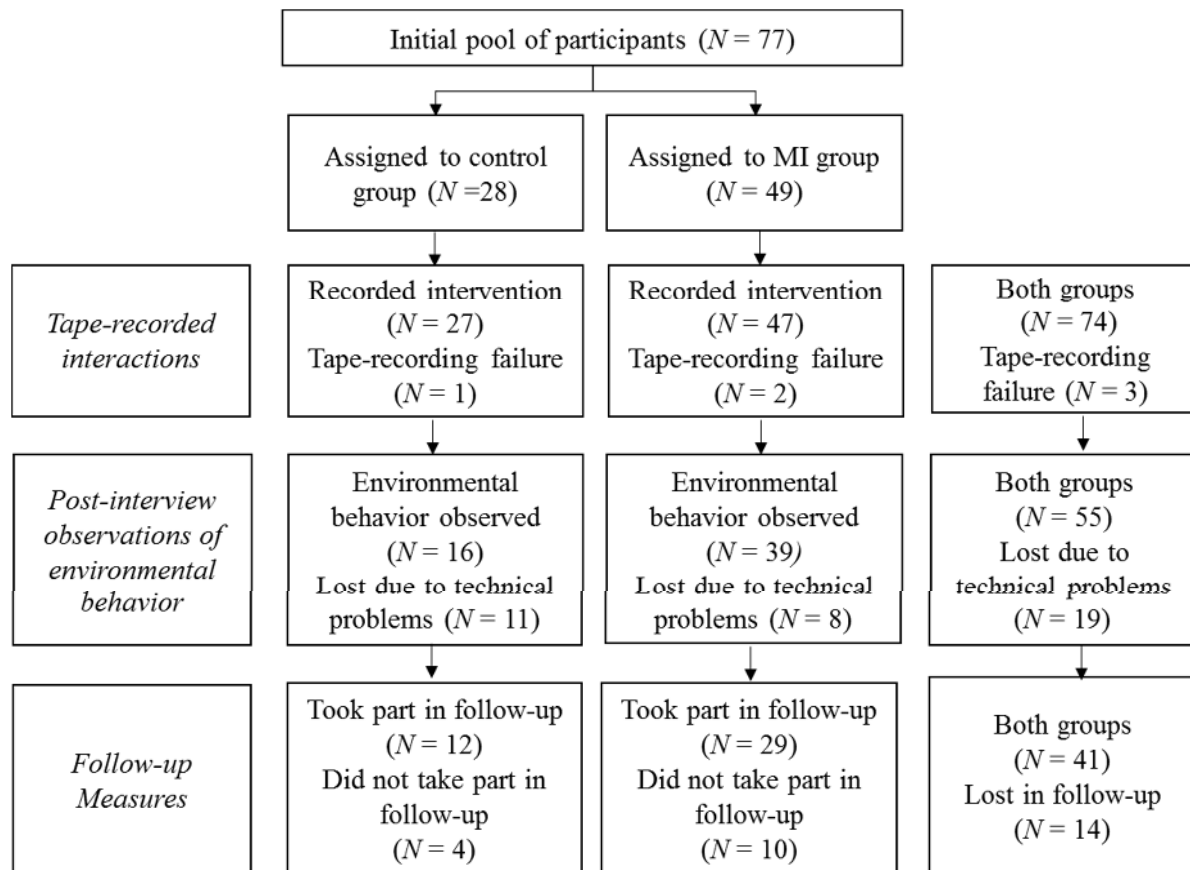 Initial pool of participants (N = 77)
Assigned to control
group (N =28)
Assigned to MI group
(N = 49)
Tape-recorded
interactions
Recorded intervention
(N = 27)
Tape-recording failure
(N = 1)
Recorded intervention
(N = 47)
Tape-recording failure
(N = 2)
Both groups
(N = 74)
Tape-recording
failure (N = 3)
Post-interview
observations of
environmental
behavior
Environmental
behavior observed
(N = 16)
Lost due to technical
problems (N = 11)
Environmental
behavior observed
(N = 39)
Lost due to technical
problems (N = 8)
Both groups
(N = 55)
Lost due to
technical problems
(N = 19)
Follow-up
Measures
Took part in follow-up
(N = 12)
Did not take part in
follow-up
(N = 4)
Took part in follow-up
(N = 29)
Did not take part in
follow-up
(N = 10)
Both groups
(N = 41)
Lost in follow-up
(N = 14)